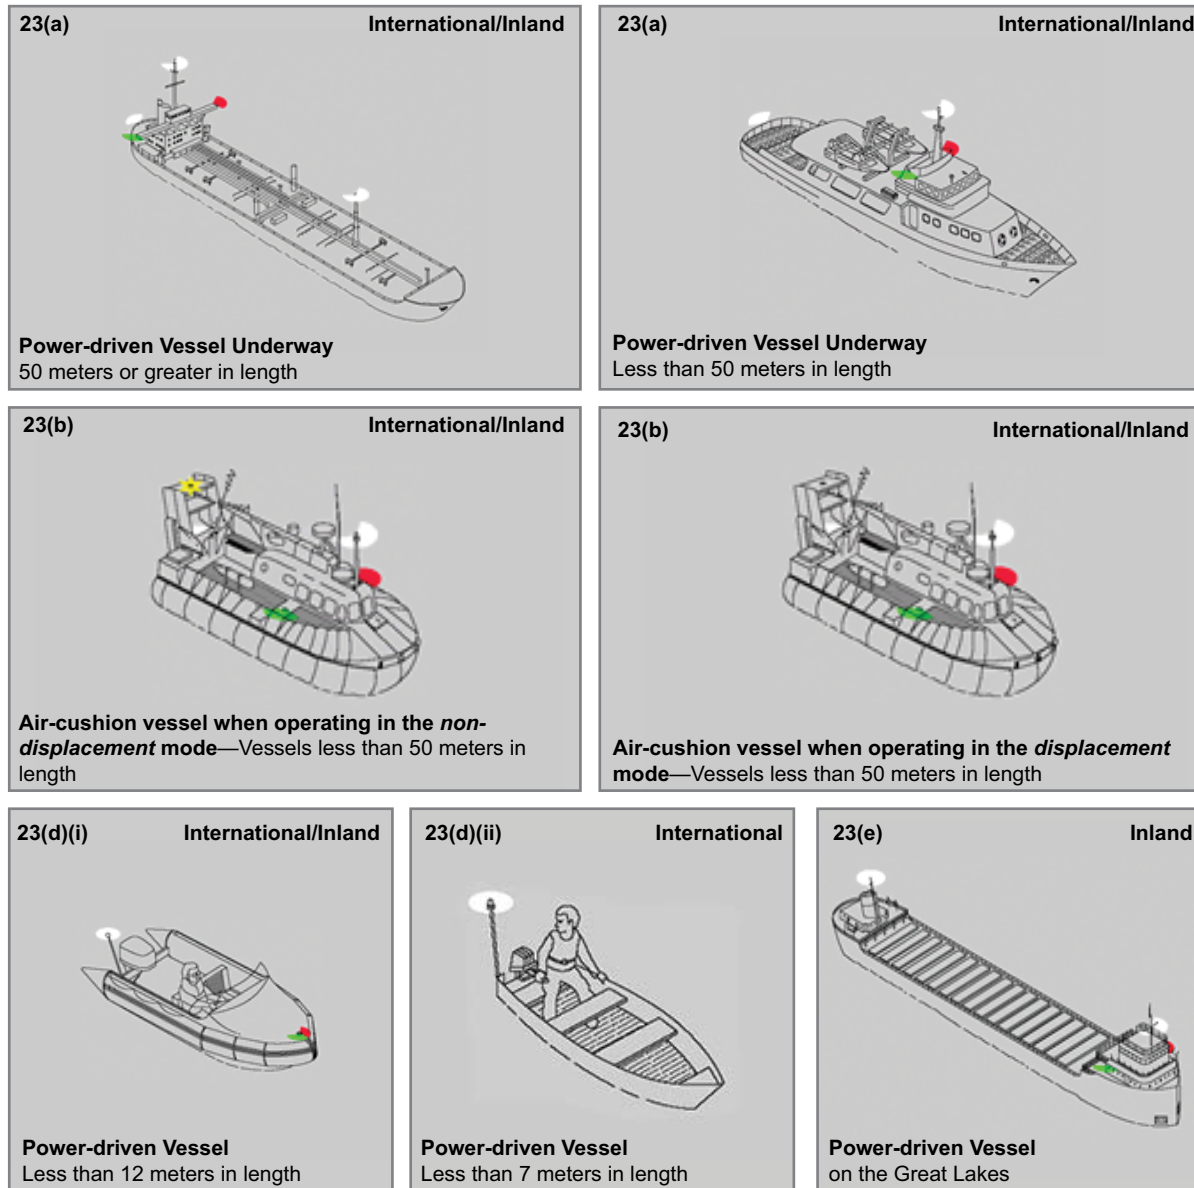 23(a) International/Inland
Power-driven Vessel Underway
50 meters or greater in length
23(a) International/Inland
Power-driven Vessel Underway
Less than 50 meters in length
23(b) International/Inland
Air-cushion vessel when operating in the non-
displacement mode—Vessels less than 50 meters in
length
23(b) International/Inland
Air-cushion vessel when operating in the displacement
mode—Vessels less than 50 meters in length
23(d)(i) International/Inland
Power-driven Vessel
Less than 12 meters in length
23(d)(ii) International
Power-driven Vessel
Less than 7 meters in length
23(e) Inland
Power-driven Vessel
on the Great Lakes